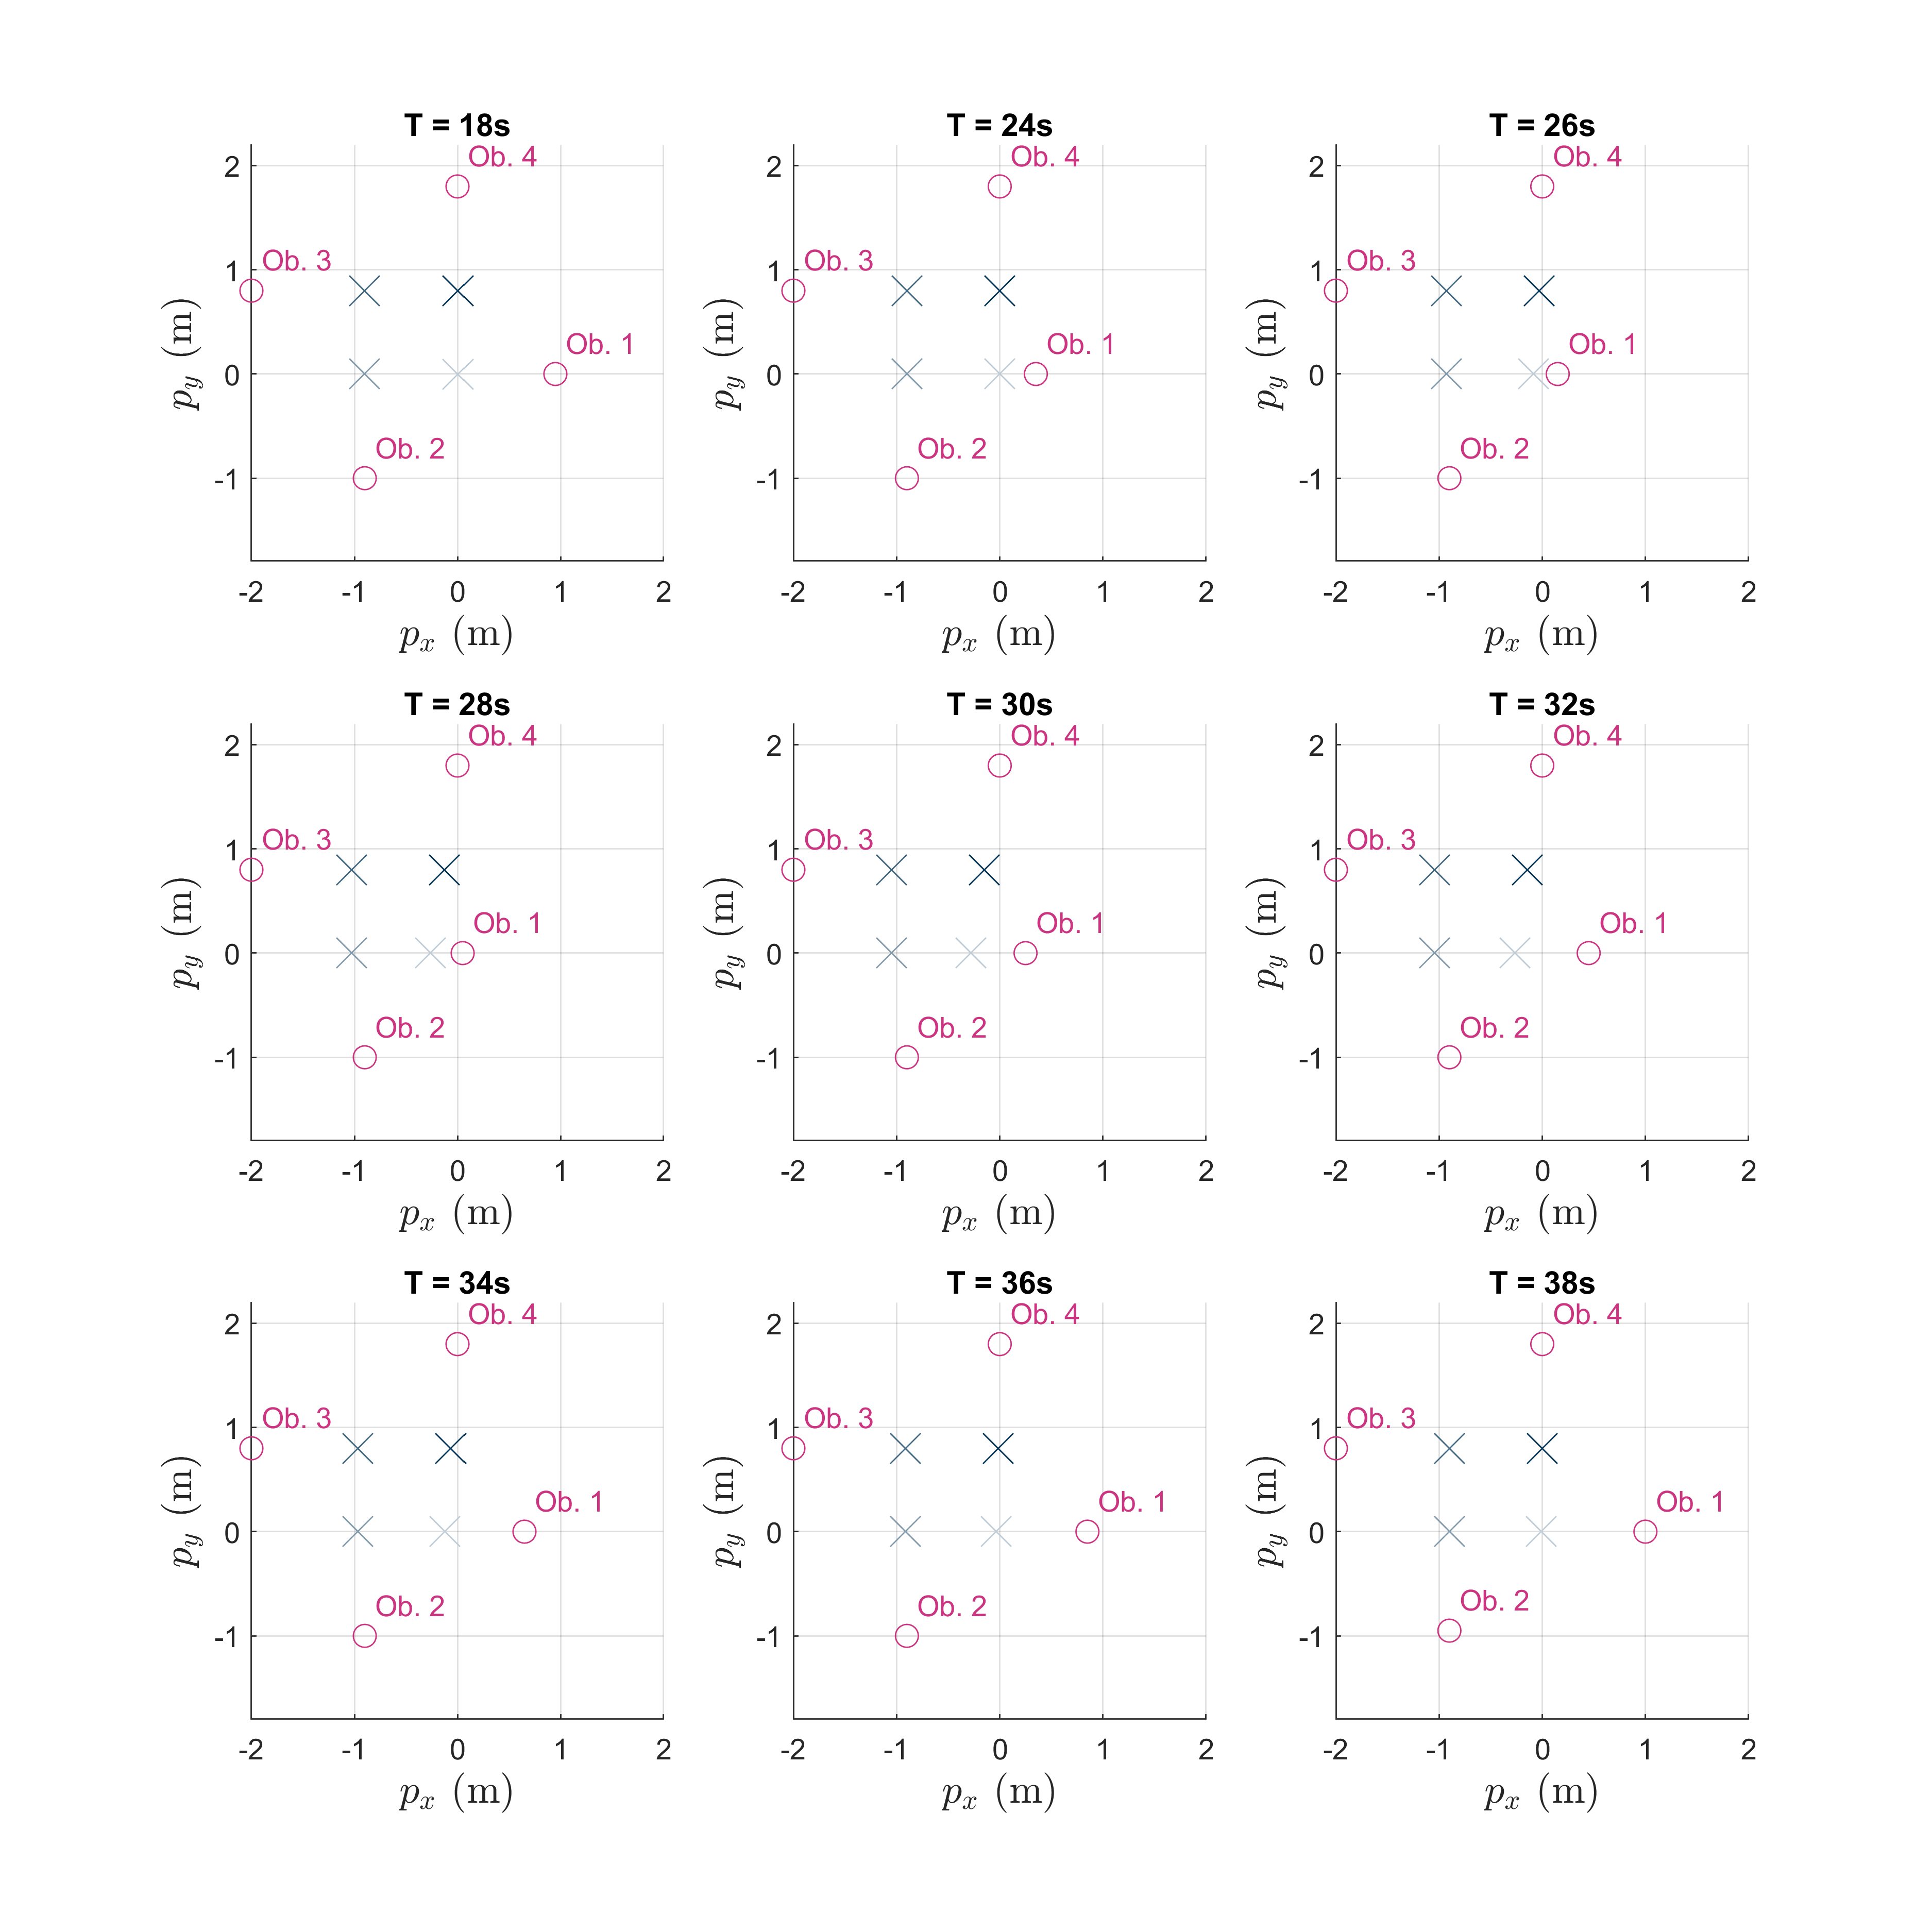 T = 18s
T = 24s
T = 26s
Ob. 4
Ob. 4
Ob. 4
2
2
2
Ob. 3
Ob. 3
Ob. 3
1
1
1
Ob. 1
Ob. 1
Ob. 1
0
0
0
p_y (m)
p_y (m)
p_y (m)
Ob. 2
Ob. 2
Ob. 2
-1
-1
-1
-2 -1 0 1 2
-2 -1 0 1 2
-2 -1 0 1 2
p_x (m)
p_x (m)
p_x (m)
T = 28s
T = 30s
T = 32s
Ob. 4
Ob. 4
Ob. 4
2
2
2
Ob. 3
Ob. 3
Ob. 3
1
1
1
Ob. 1
Ob. 1
Ob. 1
0
0
0
p_y (m)
p_y (m)
p_y (m)
Ob. 2
Ob. 2
Ob. 2
-1
-1
-1
-2 -1 0 1 2
-2 -1 0 1 2
-2 -1 0 1 2
p_x (m)
p_x (m)
p_x (m)
T = 34s
T = 36s
T = 38s
Ob. 4
Ob. 4
Ob. 4
2
2
2
Ob. 3
Ob. 3
Ob. 3
1
1
1
Ob. 1
Ob. 1
Ob. 1
0
0
0
p_y (m)
p_y (m)
p_y (m)
Ob. 2
Ob. 2
Ob. 2
-1
-1
-1
-2 -1 0 1 2
-2 -1 0 1 2
-2 -1 0 1 2
p_x (m)
p_x (m)
p_x (m)